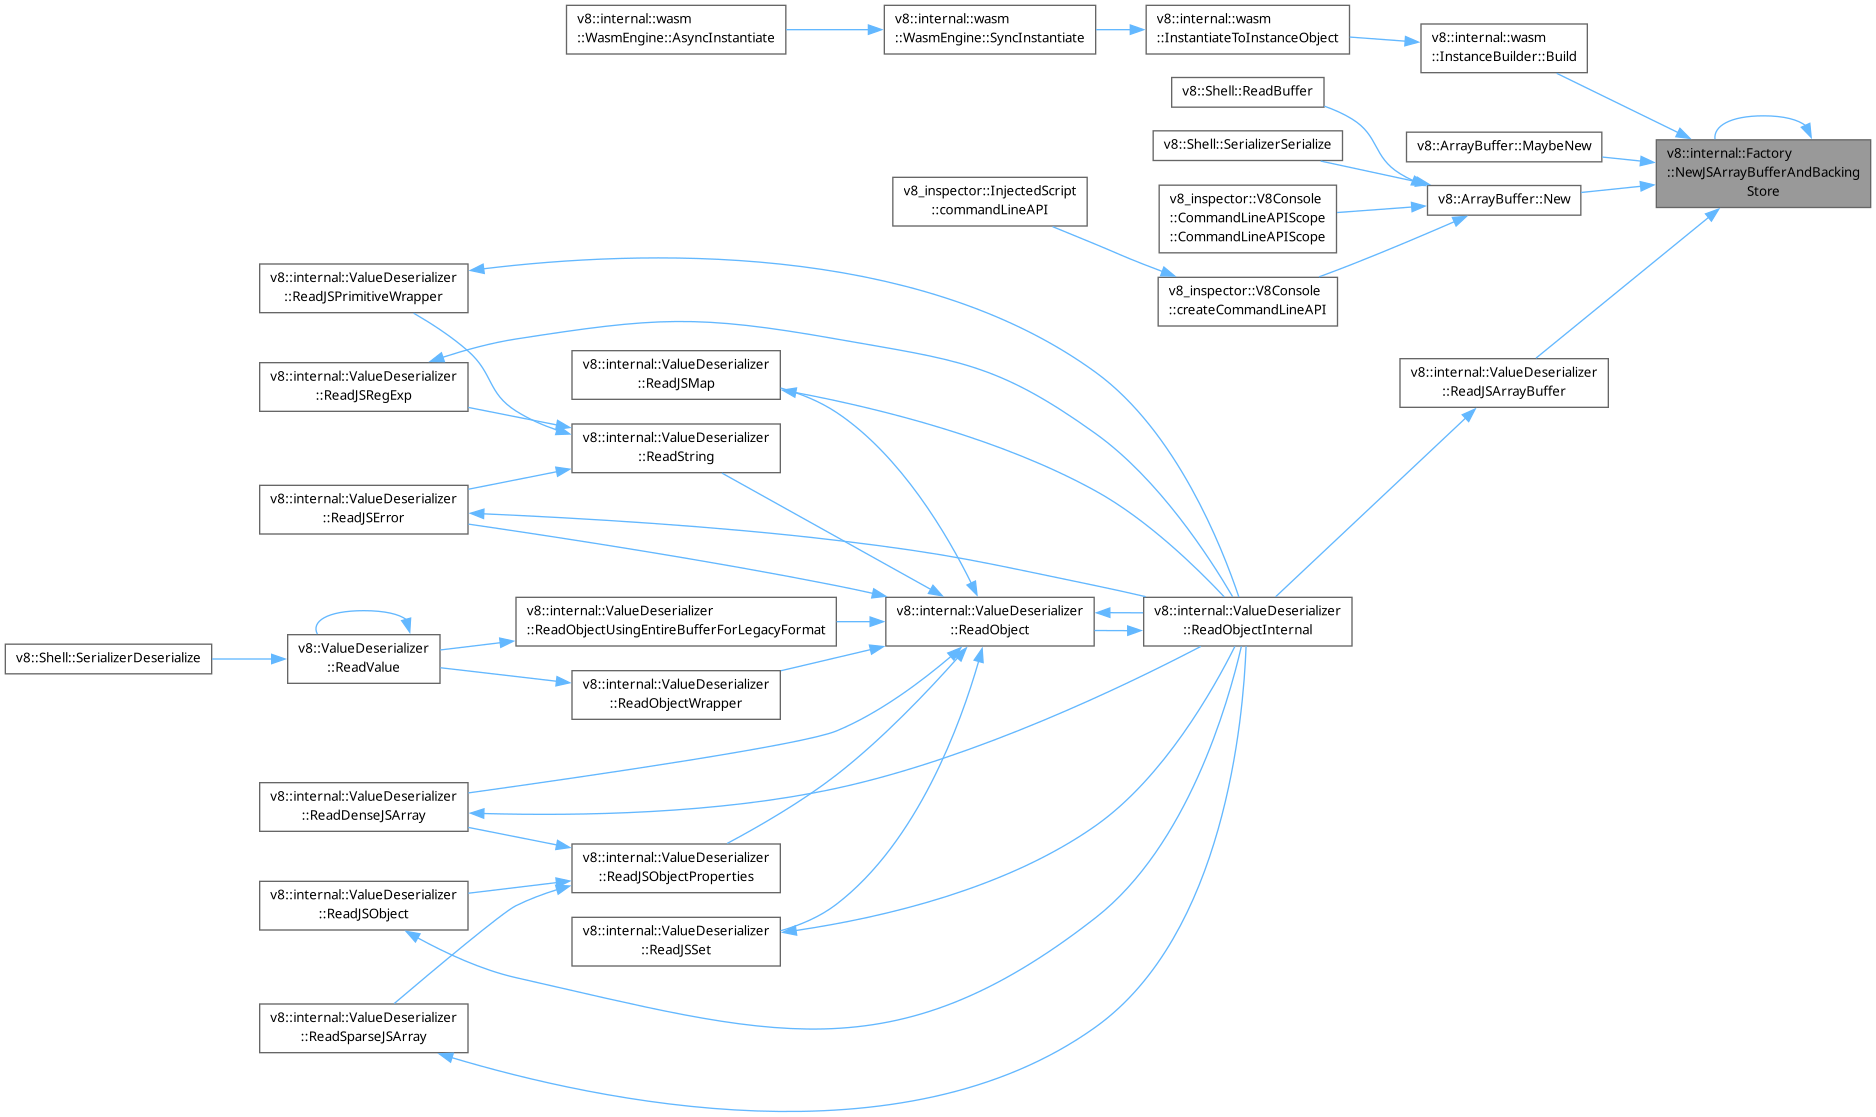 v8::internal::wasm
::WasmEngine::AsyncInstantiate
v8::internal::wasm
::WasmEngine::SyncInstantiate
v8::internal::wasm
::InstantiateToInstanceObject
v8::internal::wasm
::InstanceBuilder::Build
v8::Shell::ReadBuffer
v8::Shell::SerializerSerialize
v8::ArrayBuffer::MaybeNew
v8::internal::Factory
::NewJSArrayBufferAndBacking
Store
v8_inspector::InjectedScript
::commandLineAPI
v8_inspector::V8Console
::CommandLineAPIScope
::CommandLineAPIScope
v8::ArrayBuffer::New
v8_inspector::V8Console
::createCommandLineAPI
v8::internal::ValueDeserializer
::ReadJSPrimitiveWrapper
v8::internal::ValueDeserializer
::ReadJSRegExp
v8::internal::ValueDeserializer
::ReadJSMap
v8::internal::ValueDeserializer
::ReadJSArrayBuffer
v8::internal::ValueDeserializer
::ReadString
v8::internal::ValueDeserializer
::ReadJSError
v8::internal::ValueDeserializer
::ReadObjectUsingEntireBufferForLegacyFormat
v8::internal::ValueDeserializer
::ReadObject
v8::internal::ValueDeserializer
::ReadObjectInternal
v8::Shell::SerializerDeserialize
v8::ValueDeserializer
::ReadValue
v8::internal::ValueDeserializer
::ReadObjectWrapper
v8::internal::ValueDeserializer
::ReadDenseJSArray
v8::internal::ValueDeserializer
::ReadJSObjectProperties
v8::internal::ValueDeserializer
::ReadJSObject
v8::internal::ValueDeserializer
::ReadJSSet
v8::internal::ValueDeserializer
::ReadSparseJSArray